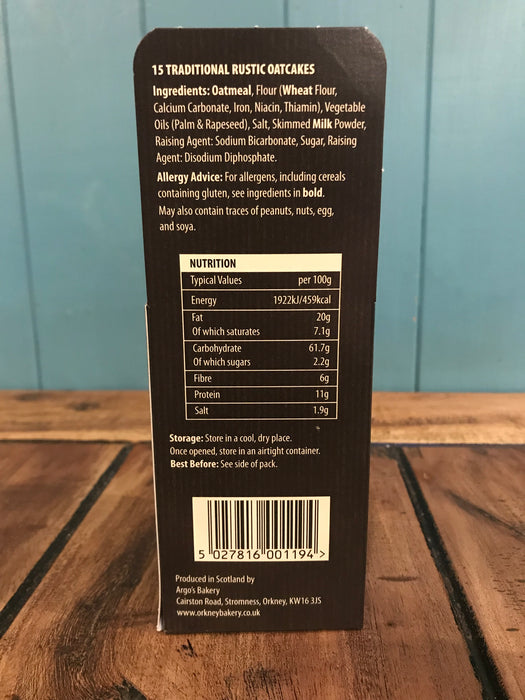 15 TRADITIONAL RUSTIC OATCAKES
Ingredients: Oatmeal, Flour (Wheat Flour,
Calcium Carbonate, Iron, Niacin, Thiamin), Vegetable
Oils (Palm & Rapeseed), Salt, Skimmed Milk Powder,
Raising Agent: Sodium Bicarbonate, Sugar, Raising
Agent: Disodium Diphosphate.
Allergy Advice: For allergens, including cereals
containing gluten, see ingredients in bold.
May also contain traces of peanuts, nuts, egg,
and soya.
NUTRITION
Typical Values per 100g
Energy 1922kJ/459kcal
Fat 20g
Of which saturates 7.1g
Carbohydrate 61.7g
Of which sugars 2.2g
Fibre 6g
Protein 11g
Salt 1.9g
Storage: Store in a cool, dry place.
Once opened, store in an airtight container.
Best Before: See side of pack.
5 027816 001194 >
Produced in Scotland by
Argo's Bakery
Cairston Road, Stromness, Orkney, KW16 3JS
www.orkneybakery.co.uk